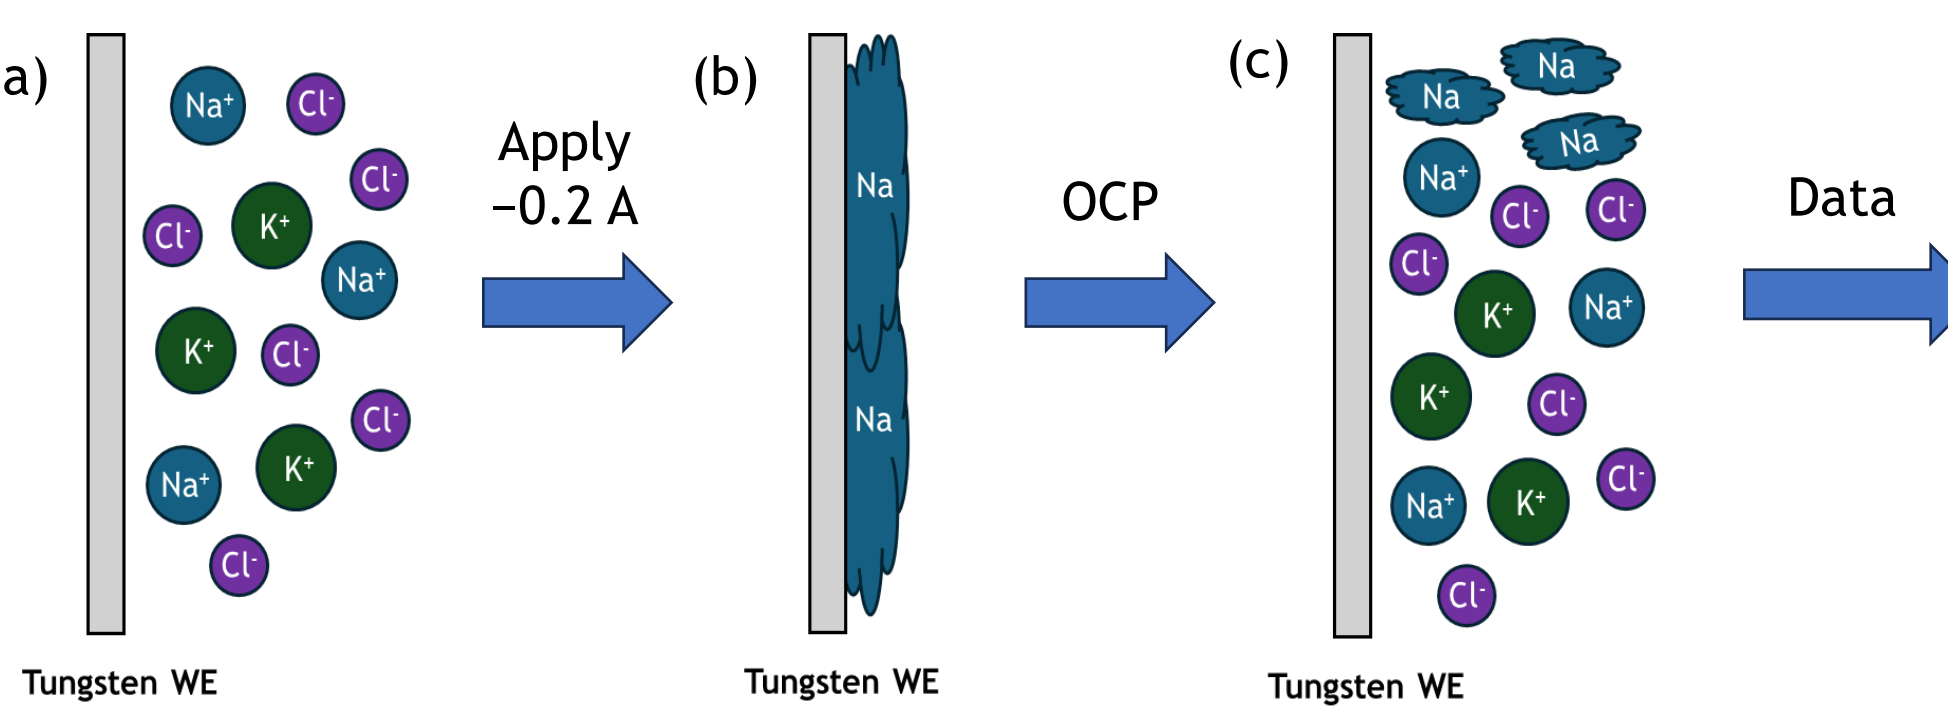 a)
Na⁺
Cl⁻
Cl⁻
Cl⁻
K⁺
Na⁺
K⁺
Cl⁻
Cl⁻
Na⁺
K⁺
Cl⁻
Tungsten WE
Apply
−0.2 A
(b)
Na
Na
Tungsten WE
OCP
(c)
Na
Na
Na
Na⁺
Cl⁻
Cl⁻
Cl⁻
K⁺
Na⁺
K⁺
Cl⁻
Cl⁻
Na⁺
K⁺
Cl⁻
Tungsten WE
Data